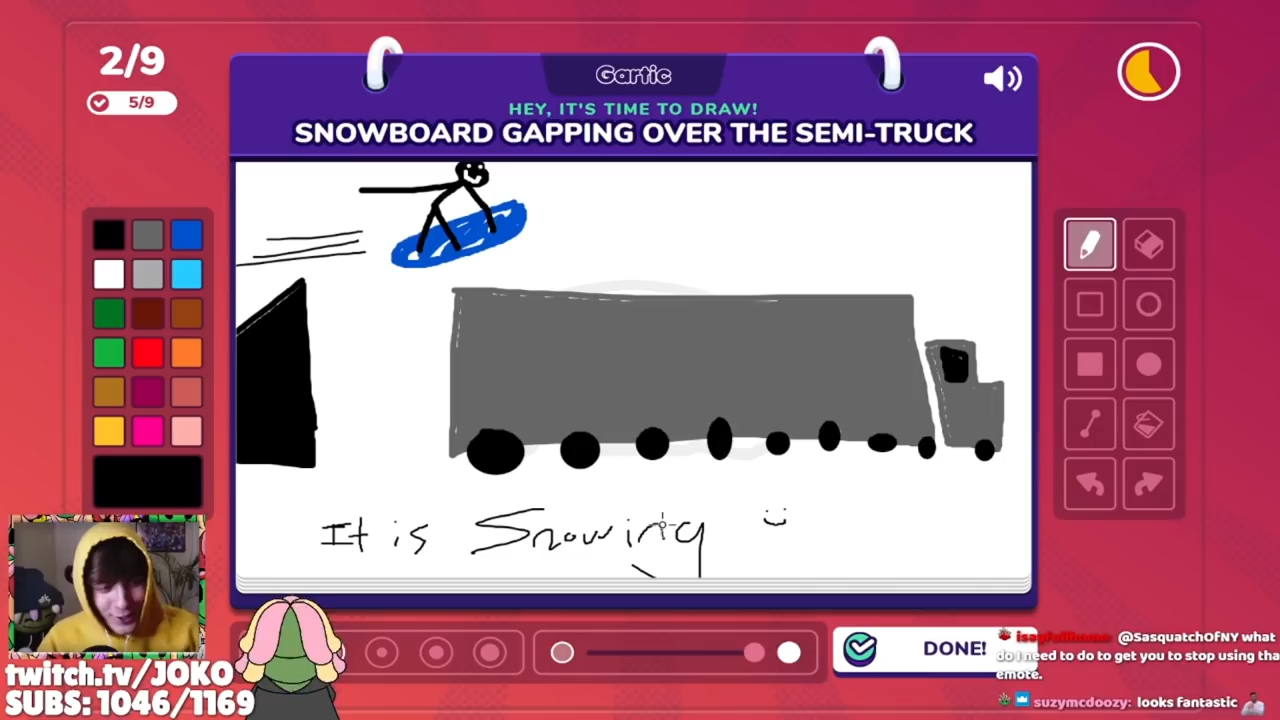 2/9
5/9
Gartic
HEY, IT'S TIME TO DRAW!
SNOWBOARD GAPPING OVER THE SEMI-TRUCK
It is Snowing
DONE!
isayfullhomo @SasquatchOfNY what
do I need to do to get you to stop using tha
emote.
suzymcdoozy: looks fantastic
twitch.tv/JOKO
SUBS: 1046/1169